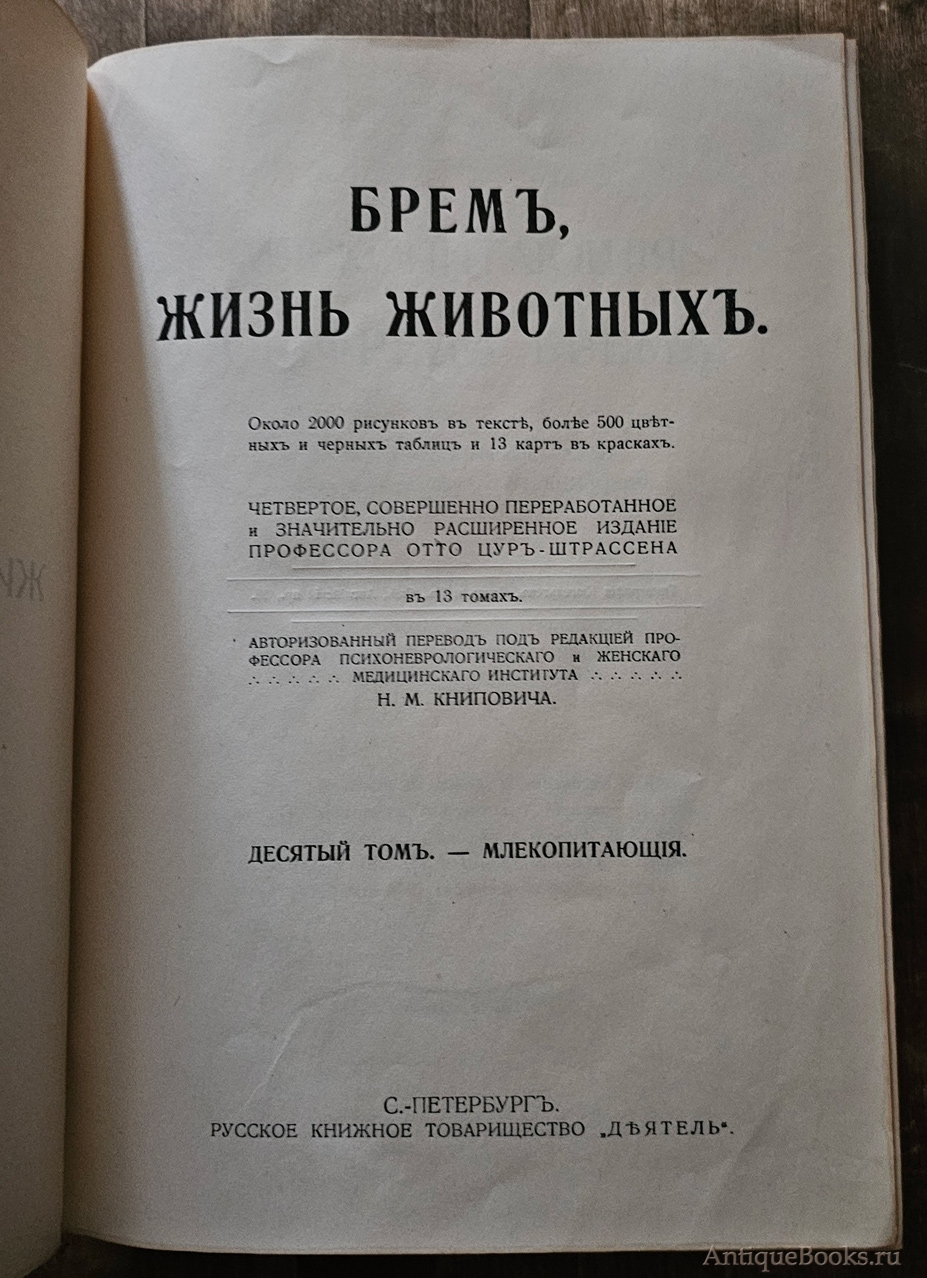 БРЕМЪ,
ЖИЗНЬ ЖИВОТНЫХЪ.
Около 2000 рисунковъ въ текстѣ, болѣе 500 цвѣт-
ныхъ и черныхъ таблицъ и 13 картъ въ краскахъ.
ЧЕТВЕРТОЕ, СОВЕРШЕННО ПЕРЕРАБОТАННОЕ
и ЗНАЧИТЕЛЬНО РАСШИРЕННОЕ ИЗДАНІЕ
ПРОФЕССОРА ОТТО ЦУРЪ-ШТРАССЕНА
въ 13 томахъ.
АВТОРИЗОВАННЫЙ ПЕРЕВОДЪ ПОДЪ РЕДАКЦІЕЙ ПРО-
ФЕССОРА ПСИХОНЕВРОЛОГИЧЕСКАГО и ЖЕНСКАГО
МЕДИЦИНСКАГО ИНСТИТУТА
Н. М. КНИПОВИЧА.
ДЕСЯТЫЙ ТОМЪ. — МЛЕКОПИТАЮЩІЯ.
С.-ПЕТЕРБУРГЪ.
РУССКОЕ КНИЖНОЕ ТОВАРИЩЕСТВО „ДѢЯТЕЛЬ“.
AntiqueBooks.ru